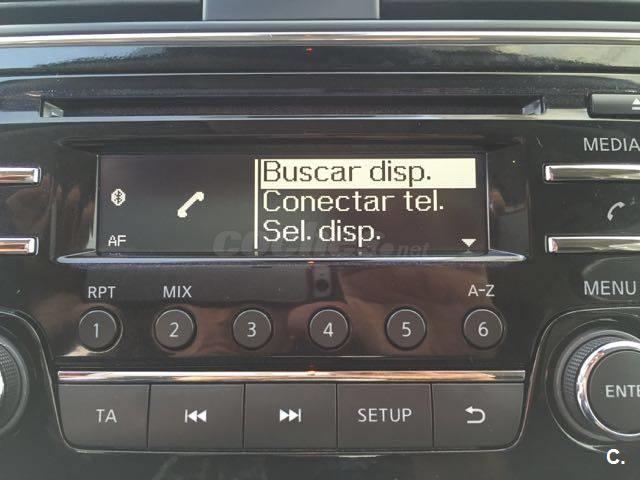 MEDIA
Buscar disp.
Conectar tel.
Sel. disp.
AF
RPT MIX A-Z MENU
1 2 3 4 5 6
ENTE
TA SETUP
C.